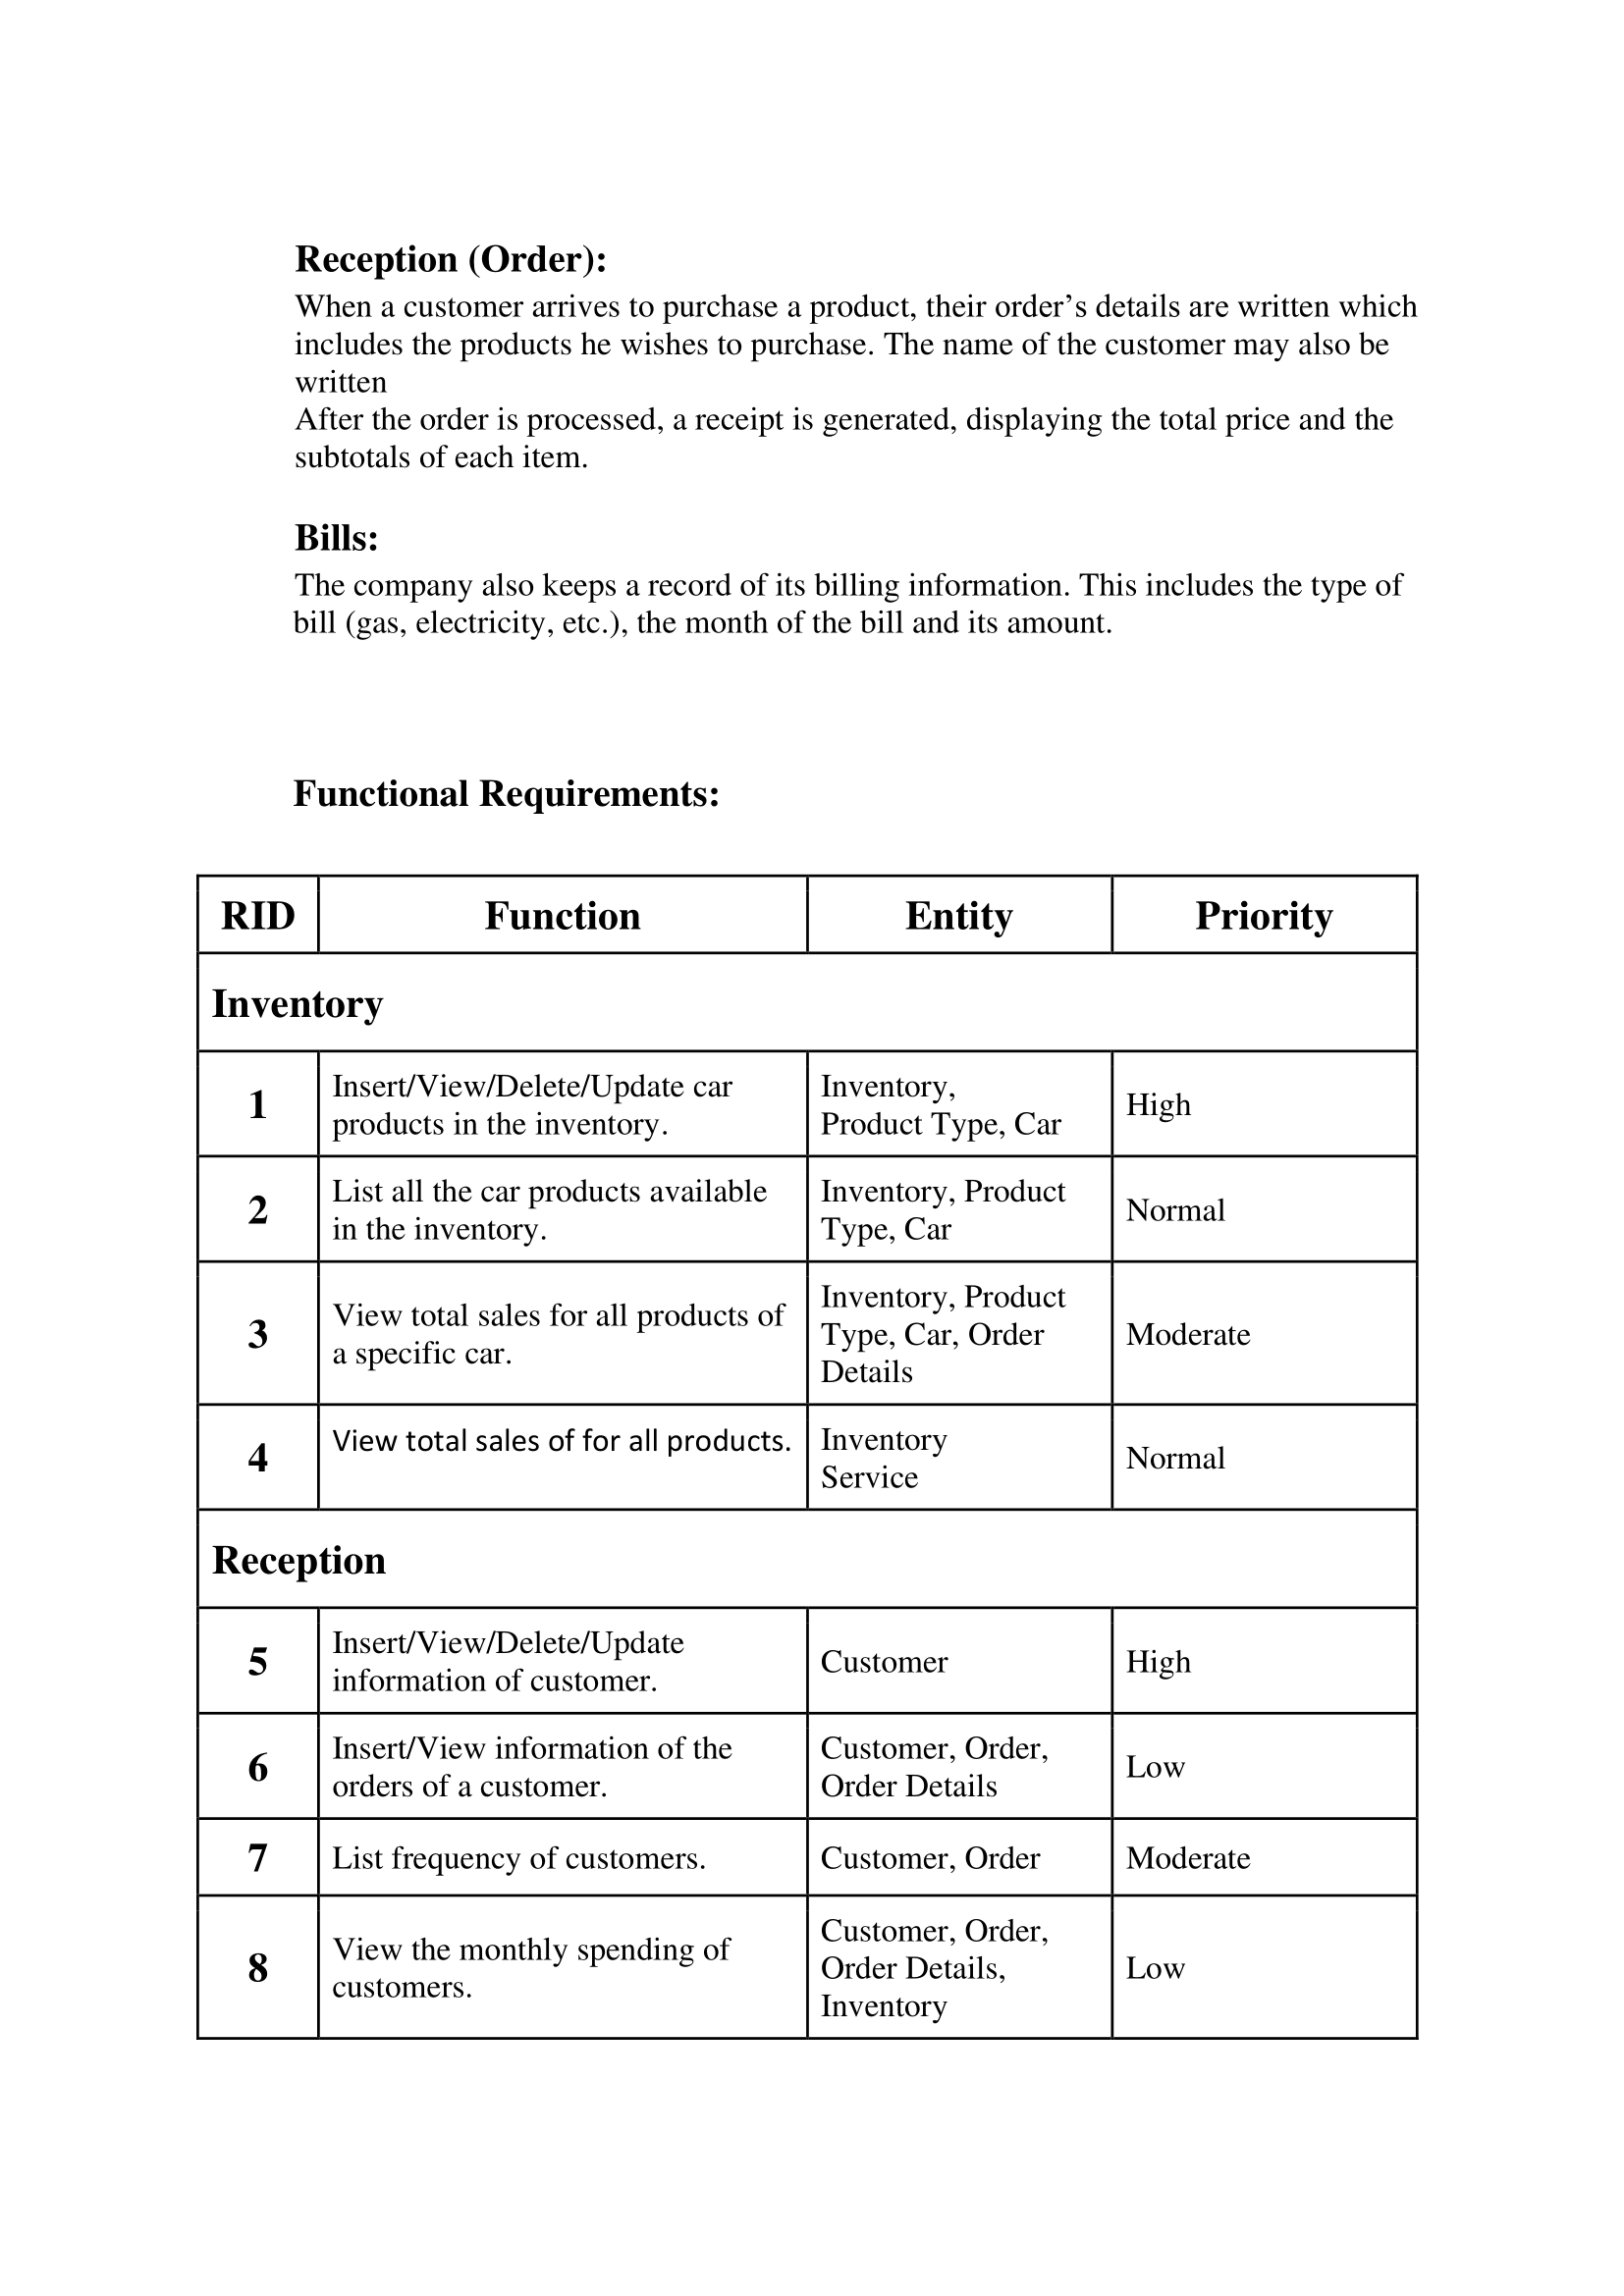 Reception (Order):
When a customer arrives to purchase a product, their order’s details are written which
includes the products he wishes to purchase. The name of the customer may also be
written
After the order is processed, a receipt is generated, displaying the total price and the
subtotals of each item.
Bills:
The company also keeps a record of its billing information. This includes the type of
bill (gas, electricity, etc.), the month of the bill and its amount.
Functional Requirements:
RID Function Entity Priority
Inventory
1
Insert/View/Delete/Update car
products in the inventory.
Inventory,
Product Type, Car
High
2
List all the car products available
in the inventory.
Inventory, Product
Type, Car
Normal
3
View total sales for all products of
a specific car.
Inventory, Product
Type, Car, Order
Details
Moderate
4
View total sales of for all products.
Inventory
Service
Normal
Reception
5
Insert/View/Delete/Update
information of customer.
Customer
High
6
Insert/View information of the
orders of a customer.
Customer, Order,
Order Details
Low
7
List frequency of customers.
Customer, Order
Moderate
8
View the monthly spending of
customers.
Customer, Order,
Order Details,
Inventory
Low